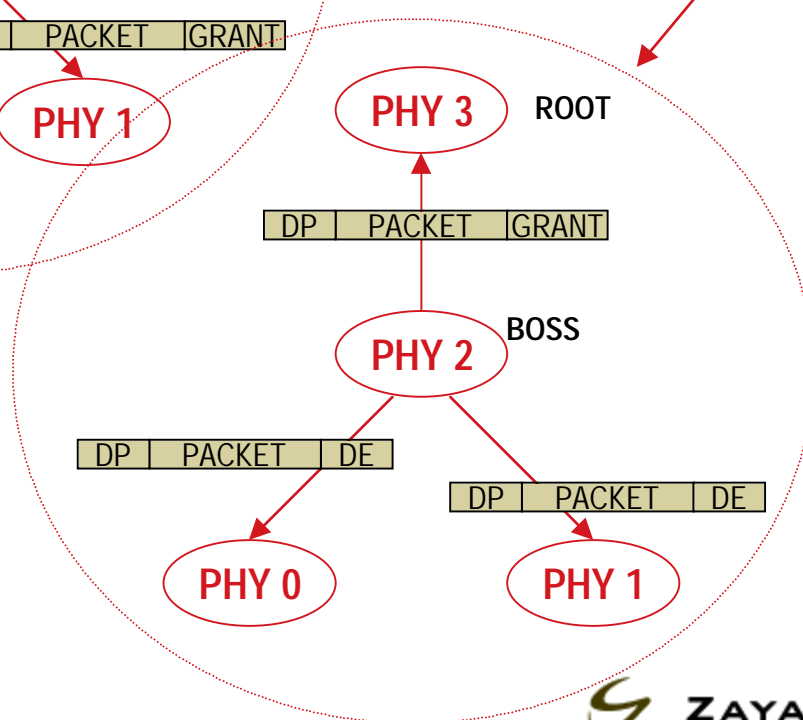 PACKET GRANT
PHY 1
PHY 3 ROOT
DP PACKET GRANT
PHY 2 BOSS
DP PACKET DE
DP PACKET DE
PHY 0
PHY 1
ZAYA